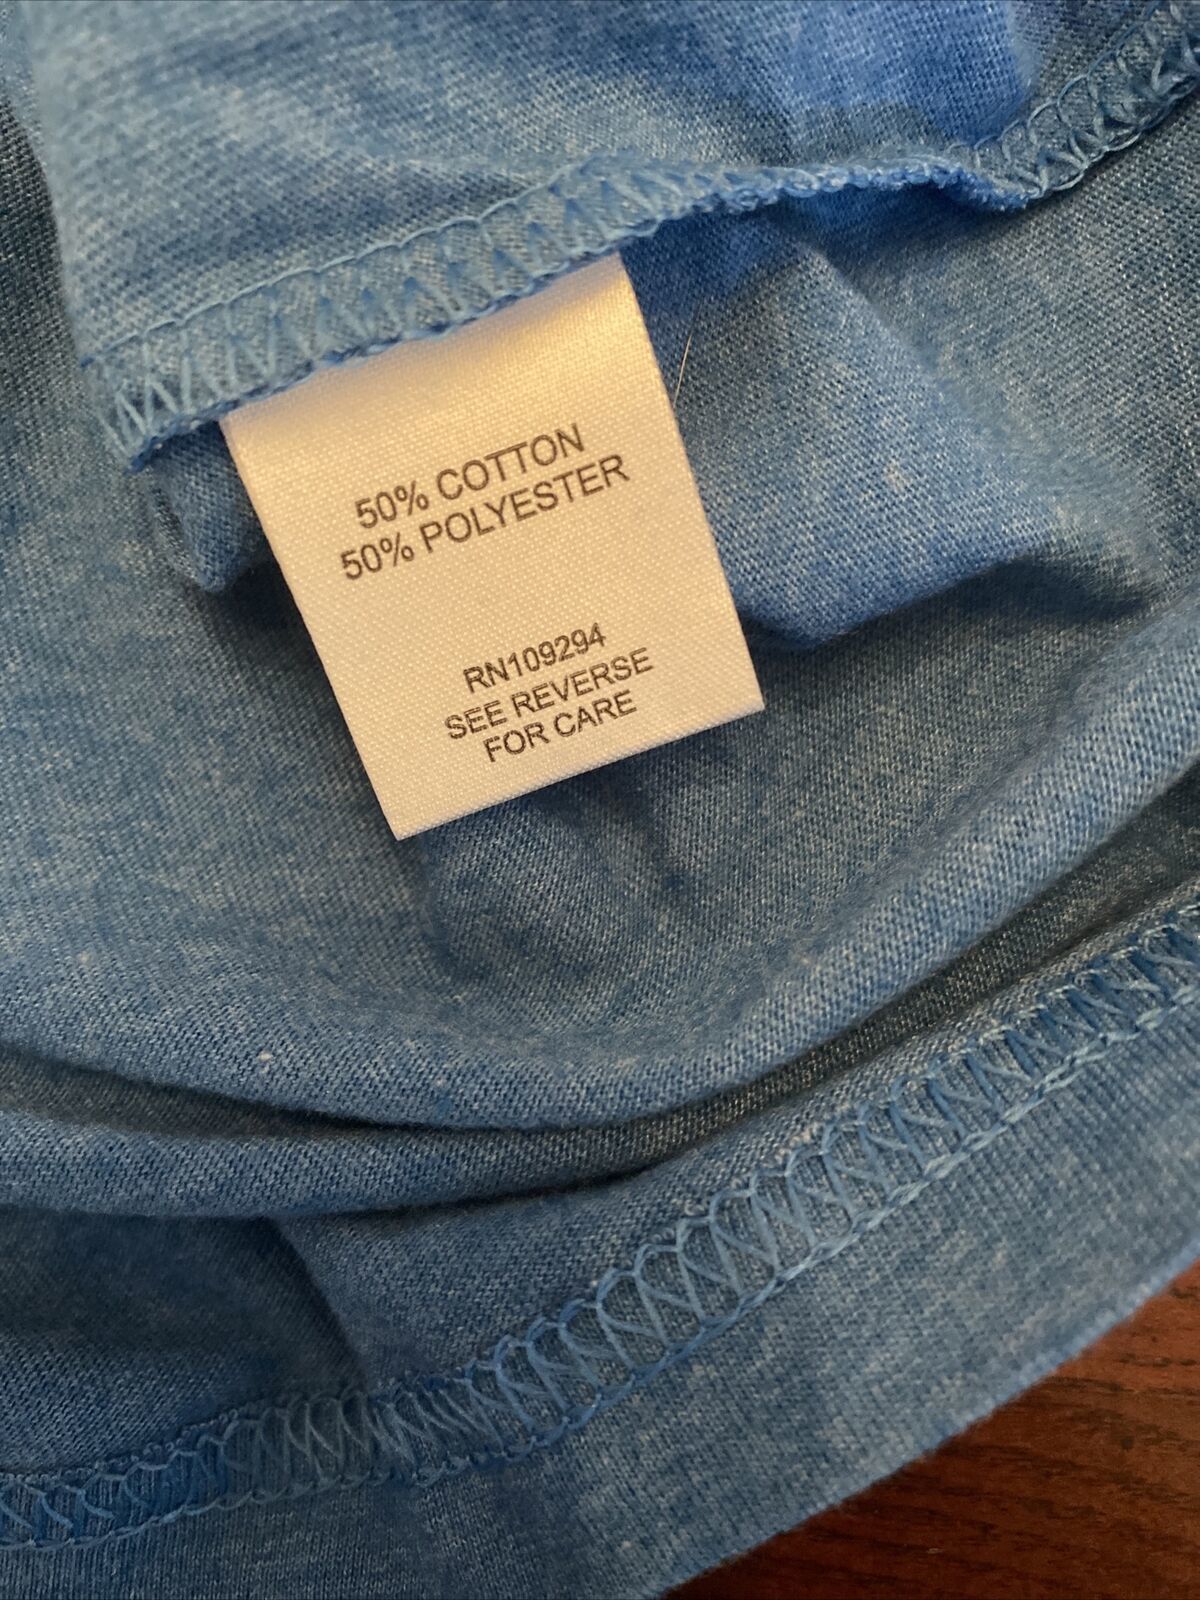 50% COTTON
50% POLYESTER
RN109294
SEE REVERSE
FOR CARE